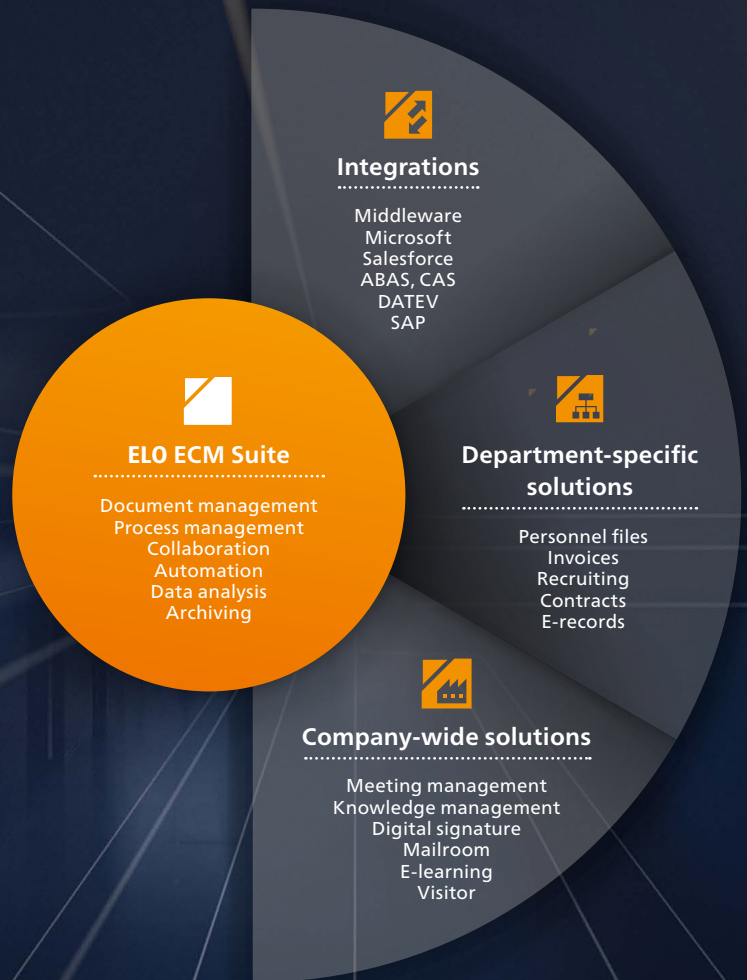 Integrations
Middleware
Microsoft
Salesforce
ABAS, CAS
DATEV
SAP
ELO ECM Suite
Document management
Process management
Collaboration
Automation
Data analysis
Archiving
Department-specific
solutions
Personnel files
Invoices
Recruiting
Contracts
E-records
Company-wide solutions
Meeting management
Knowledge management
Digital signature
Mailroom
E-learning
Visitor